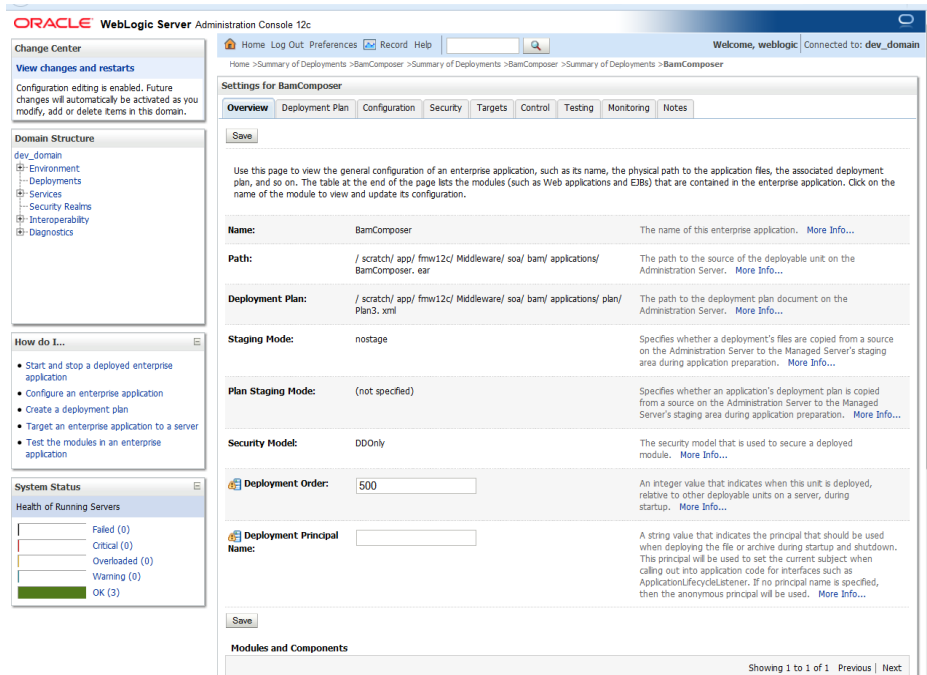 ORACLE WebLogic Server Administration Console 12c
Change Center
View changes and restarts
Configuration editing is enabled. Future
changes will automatically be activated as you
modify, add or delete items in this domain.
Domain Structure
dev_domain
Environment
Deployments
Services
Security Realms
Interoperability
Diagnostics
How do I...
Start and stop a deployed enterprise
application
Configure an enterprise application
Create a deployment plan
Target an enterprise application to a server
Test the modules in an enterprise
application
System Status
Health of Running Servers
Failed (0)
Critical (0)
Overloaded (0)
Warning (0)
OK (3)
Home Log Out Preferences Record Help
Welcome, weblogic Connected to: dev_domain
Home >Summary of Deployments >BamComposer >Summary of Deployments >BamComposer >Summary of Deployments >BamComposer
Settings for BamComposer
Overview Deployment Plan Configuration Security Targets Control Testing Monitoring Notes
Save
Use this page to view the general configuration of an enterprise application, such as its name, the physical path to the application files, the associated deployment
plan, and so on. The table at the end of the page lists the modules (such as Web applications and EJBs) that are contained in the enterprise application. Click on the
name of the module to view and update its configuration.
Name: BamComposer The name of this enterprise application. More Info...
Path: / scratch/ app/ fmw12c/ Middleware/ soa/ bam/ applications/ The path to the source of the deployable unit on the
BamComposer. ear Administration Server. More Info...
Deployment Plan: / scratch/ app/ fmw12c/ Middleware/ soa/ bam/ applications/ plan/ The path to the deployment plan document on the
Plan3. xml Administration Server. More Info...
Staging Mode: nostage Specifies whether a deployment's files are copied from a source
on the Administration Server to the Managed Server's staging
area during application preparation. More Info...
Plan Staging Mode: (not specified) Specifies whether an application's deployment plan is copied
from a source on the Administration Server to the Managed
Server's staging area during application preparation. More Info...
Security Model: DDOnly The security model that is used to secure a deployed
module. More Info...
Deployment Order: 500 An integer value that indicates when this unit is deployed,
relative to other deployable units on a server, during
startup. More Info...
Deployment Principal A string value that indicates the principal that should be used
Name: when deploying the file or archive during startup and shutdown.
This principal will be used to set the current subject when
calling out into application code for interfaces such as
ApplicationLifecycleListener. If no principal name is specified,
then the anonymous principal will be used. More Info...
Save
Modules and Components
Showing 1 to 1 of 1 Previous | Next